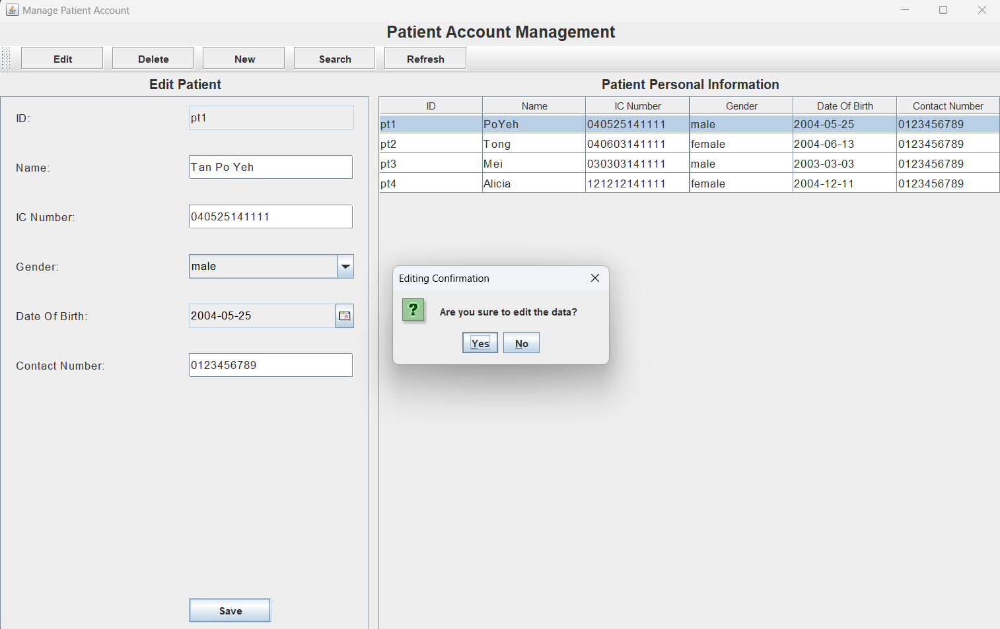 Manage Patient Account
Patient Account Management
Edit Delete New Search Refresh
Edit Patient
ID: pt1
Name: Tan Po Yeh
IC Number: 040525141111
Gender: male
Date Of Birth: 2004-05-25
Contact Number: 0123456789
Save
Patient Personal Information
ID Name IC Number Gender Date Of Birth Contact Number
pt1 PoYeh 040525141111 male 2004-05-25 0123456789
pt2 Tong 040603141111 female 2004-06-13 0123456789
pt3 Mei 030303141111 male 2003-03-03 0123456789
pt4 Alicia 121212141111 female 2004-12-11 0123456789
Editing Confirmation
? Are you sure to edit the data?
Yes No